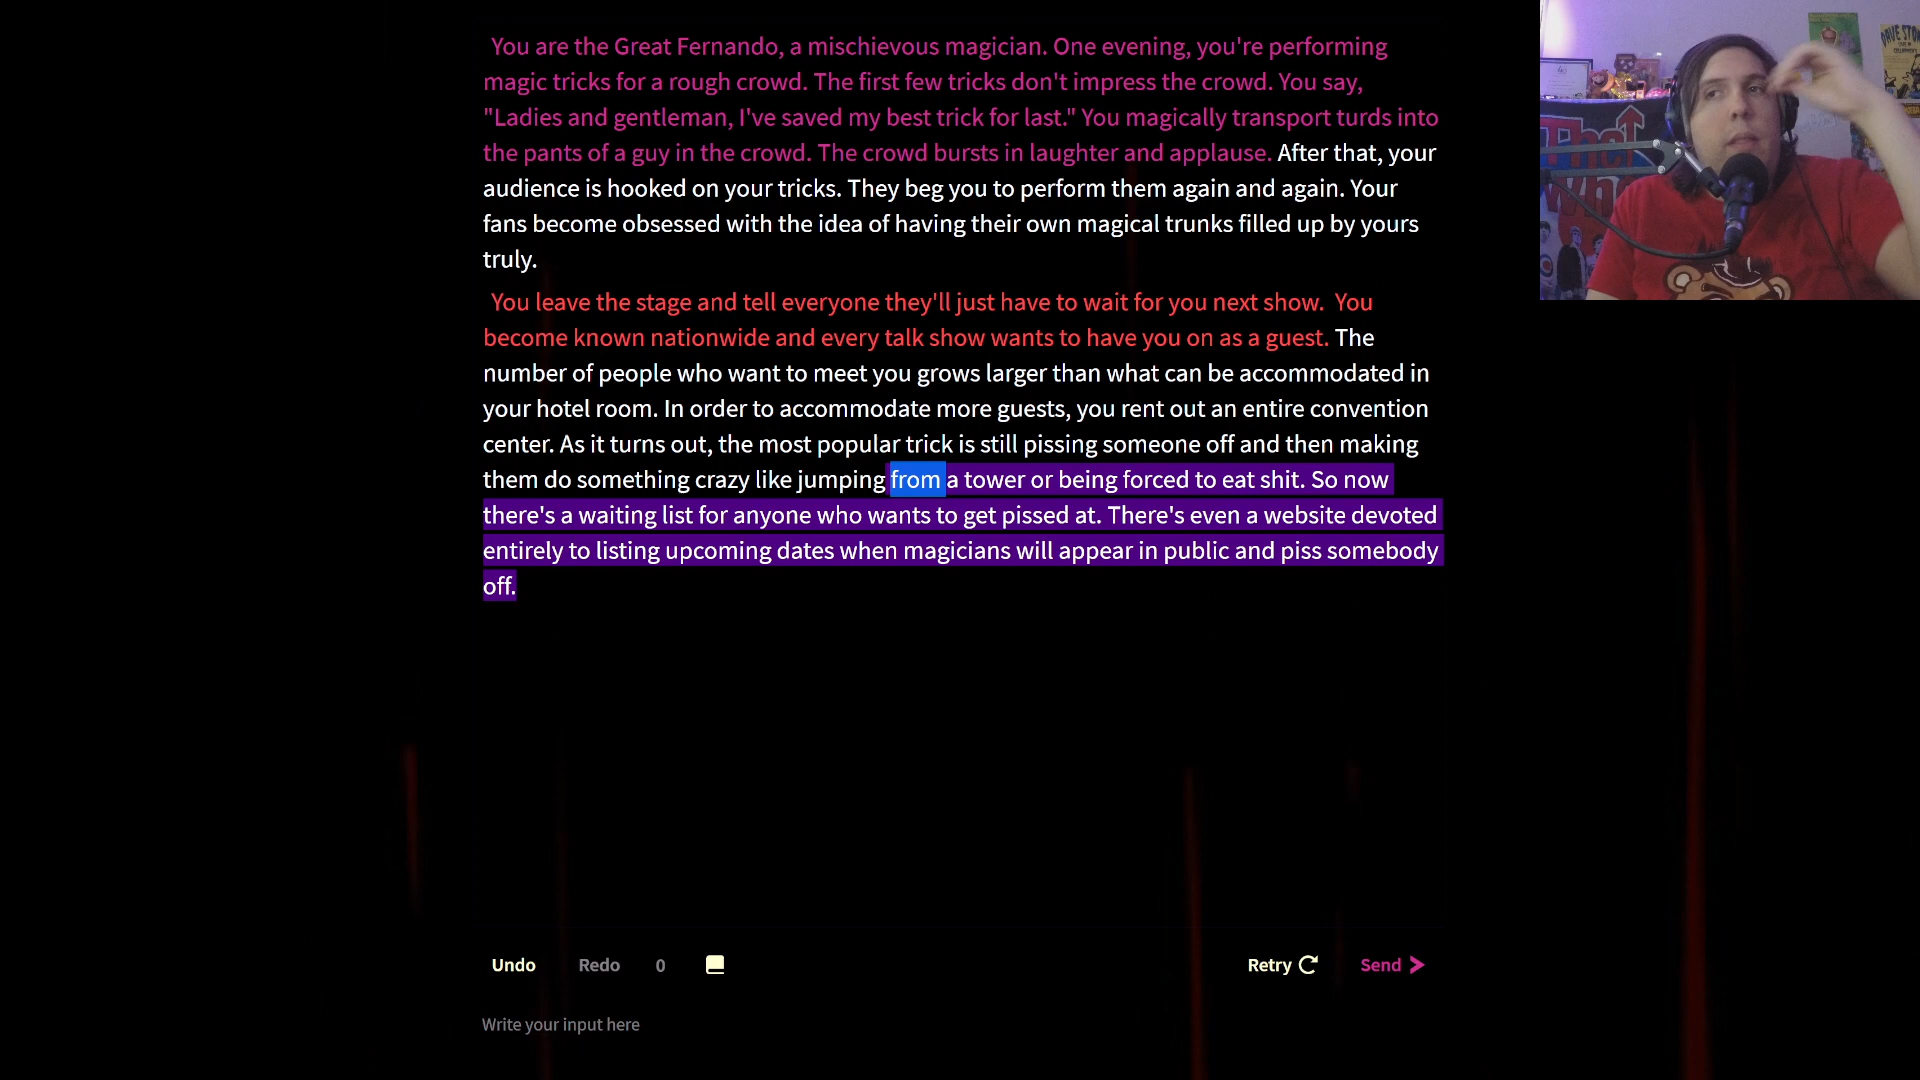 You are the Great Fernando, a mischievous magician. One evening, you're performing
magic tricks for a rough crowd. The first few tricks don't impress the crowd. You say,
"Ladies and gentleman, I've saved my best trick for last." You magically transport turds into
the pants of a guy in the crowd. The crowd bursts in laughter and applause. After that, your
audience is hooked on your tricks. They beg you to perform them again and again. Your
fans become obsessed with the idea of having their own magical trunks filled up by yours
truly.
You leave the stage and tell everyone they'll just have to wait for you next show.  You
become known nationwide and every talk show wants to have you on as a guest. The
number of people who want to meet you grows larger than what can be accommodated in
your hotel room. In order to accommodate more guests, you rent out an entire convention
center. As it turns out, the most popular trick is still pissing someone off and then making
them do something crazy like jumping from a tower or being forced to eat shit. So now
there's a waiting list for anyone who wants to get pissed at. There's even a website devoted
entirely to listing upcoming dates when magicians will appear in public and piss somebody
off.
Undo Redo 0 Retry Send
Write your input here
The
Who